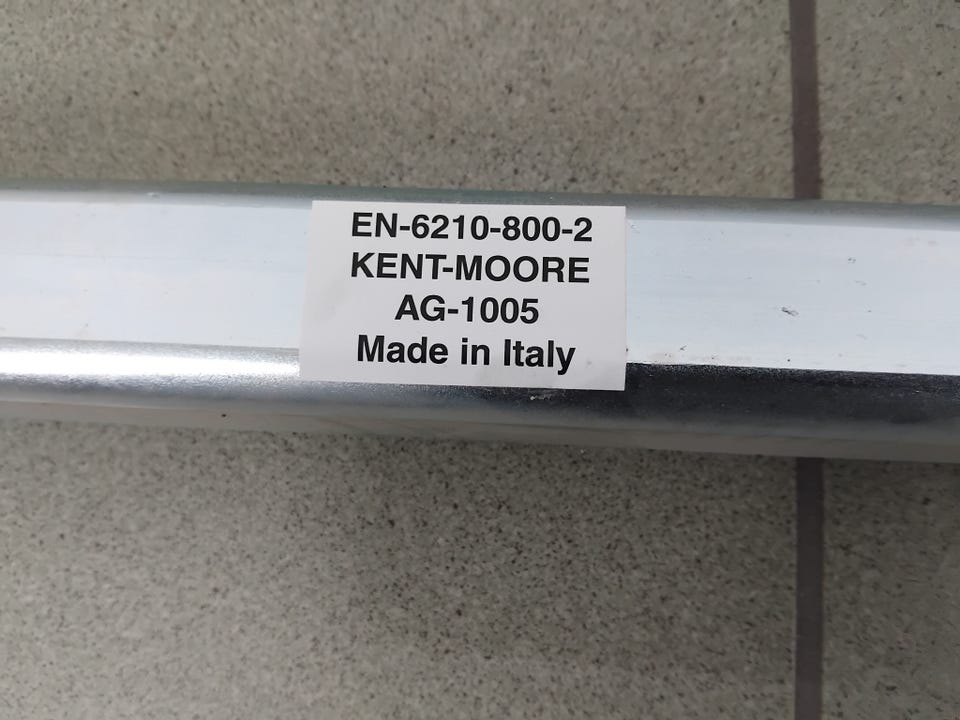 EN-6210-800-2
KENT-MOORE
AG-1005
Made in Italy